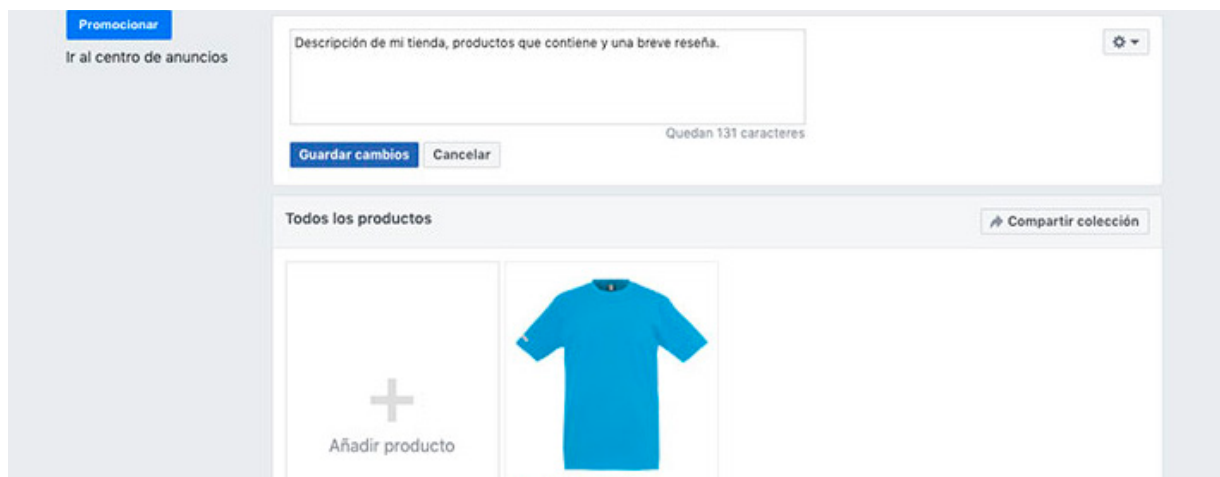 Promocionar
Ir al centro de anuncios
Descripción de mi tienda, productos que contiene y una breve reseña.
Quedan 131 caracteres
Guardar cambios
Cancelar
Todos los productos
Compartir colección
Añadir producto